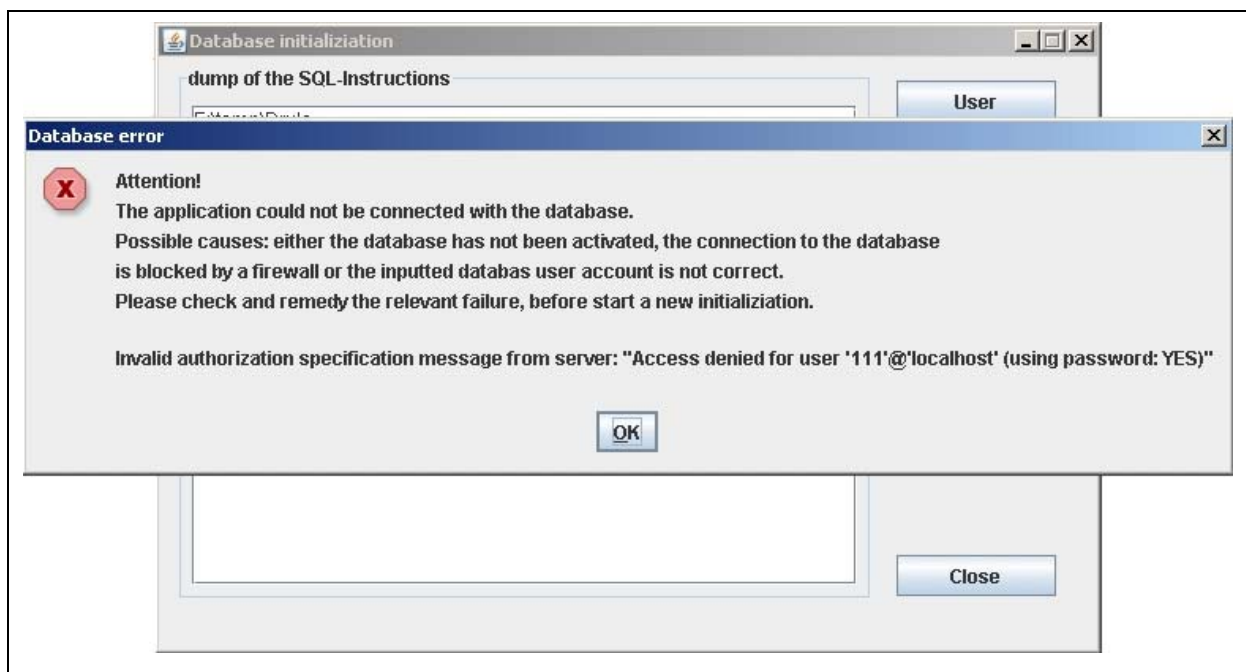 Database initializiation
dump of the SQL-Instructions
User
Database error
Attention!
The application could not be connected with the database.
Possible causes: either the database has not been activated, the connection to the database
is blocked by a firewall or the inputted databas user account is not correct.
Please check and remedy the relevant failure, before start a new initializiation.
Invalid authorization specification message from server: "Access denied for user '111'@'localhost' (using password: YES)"
OK
Close